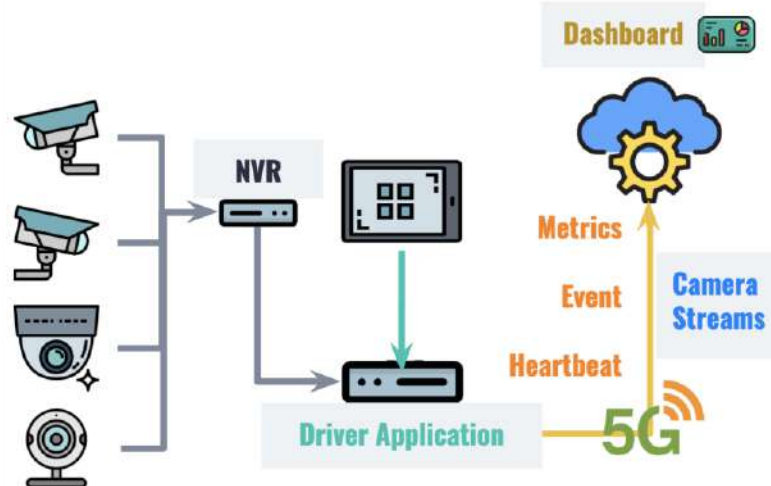 Dashboard
NVR
Metrics
Event
Camera
Streams
Heartbeat
Driver Application
5G